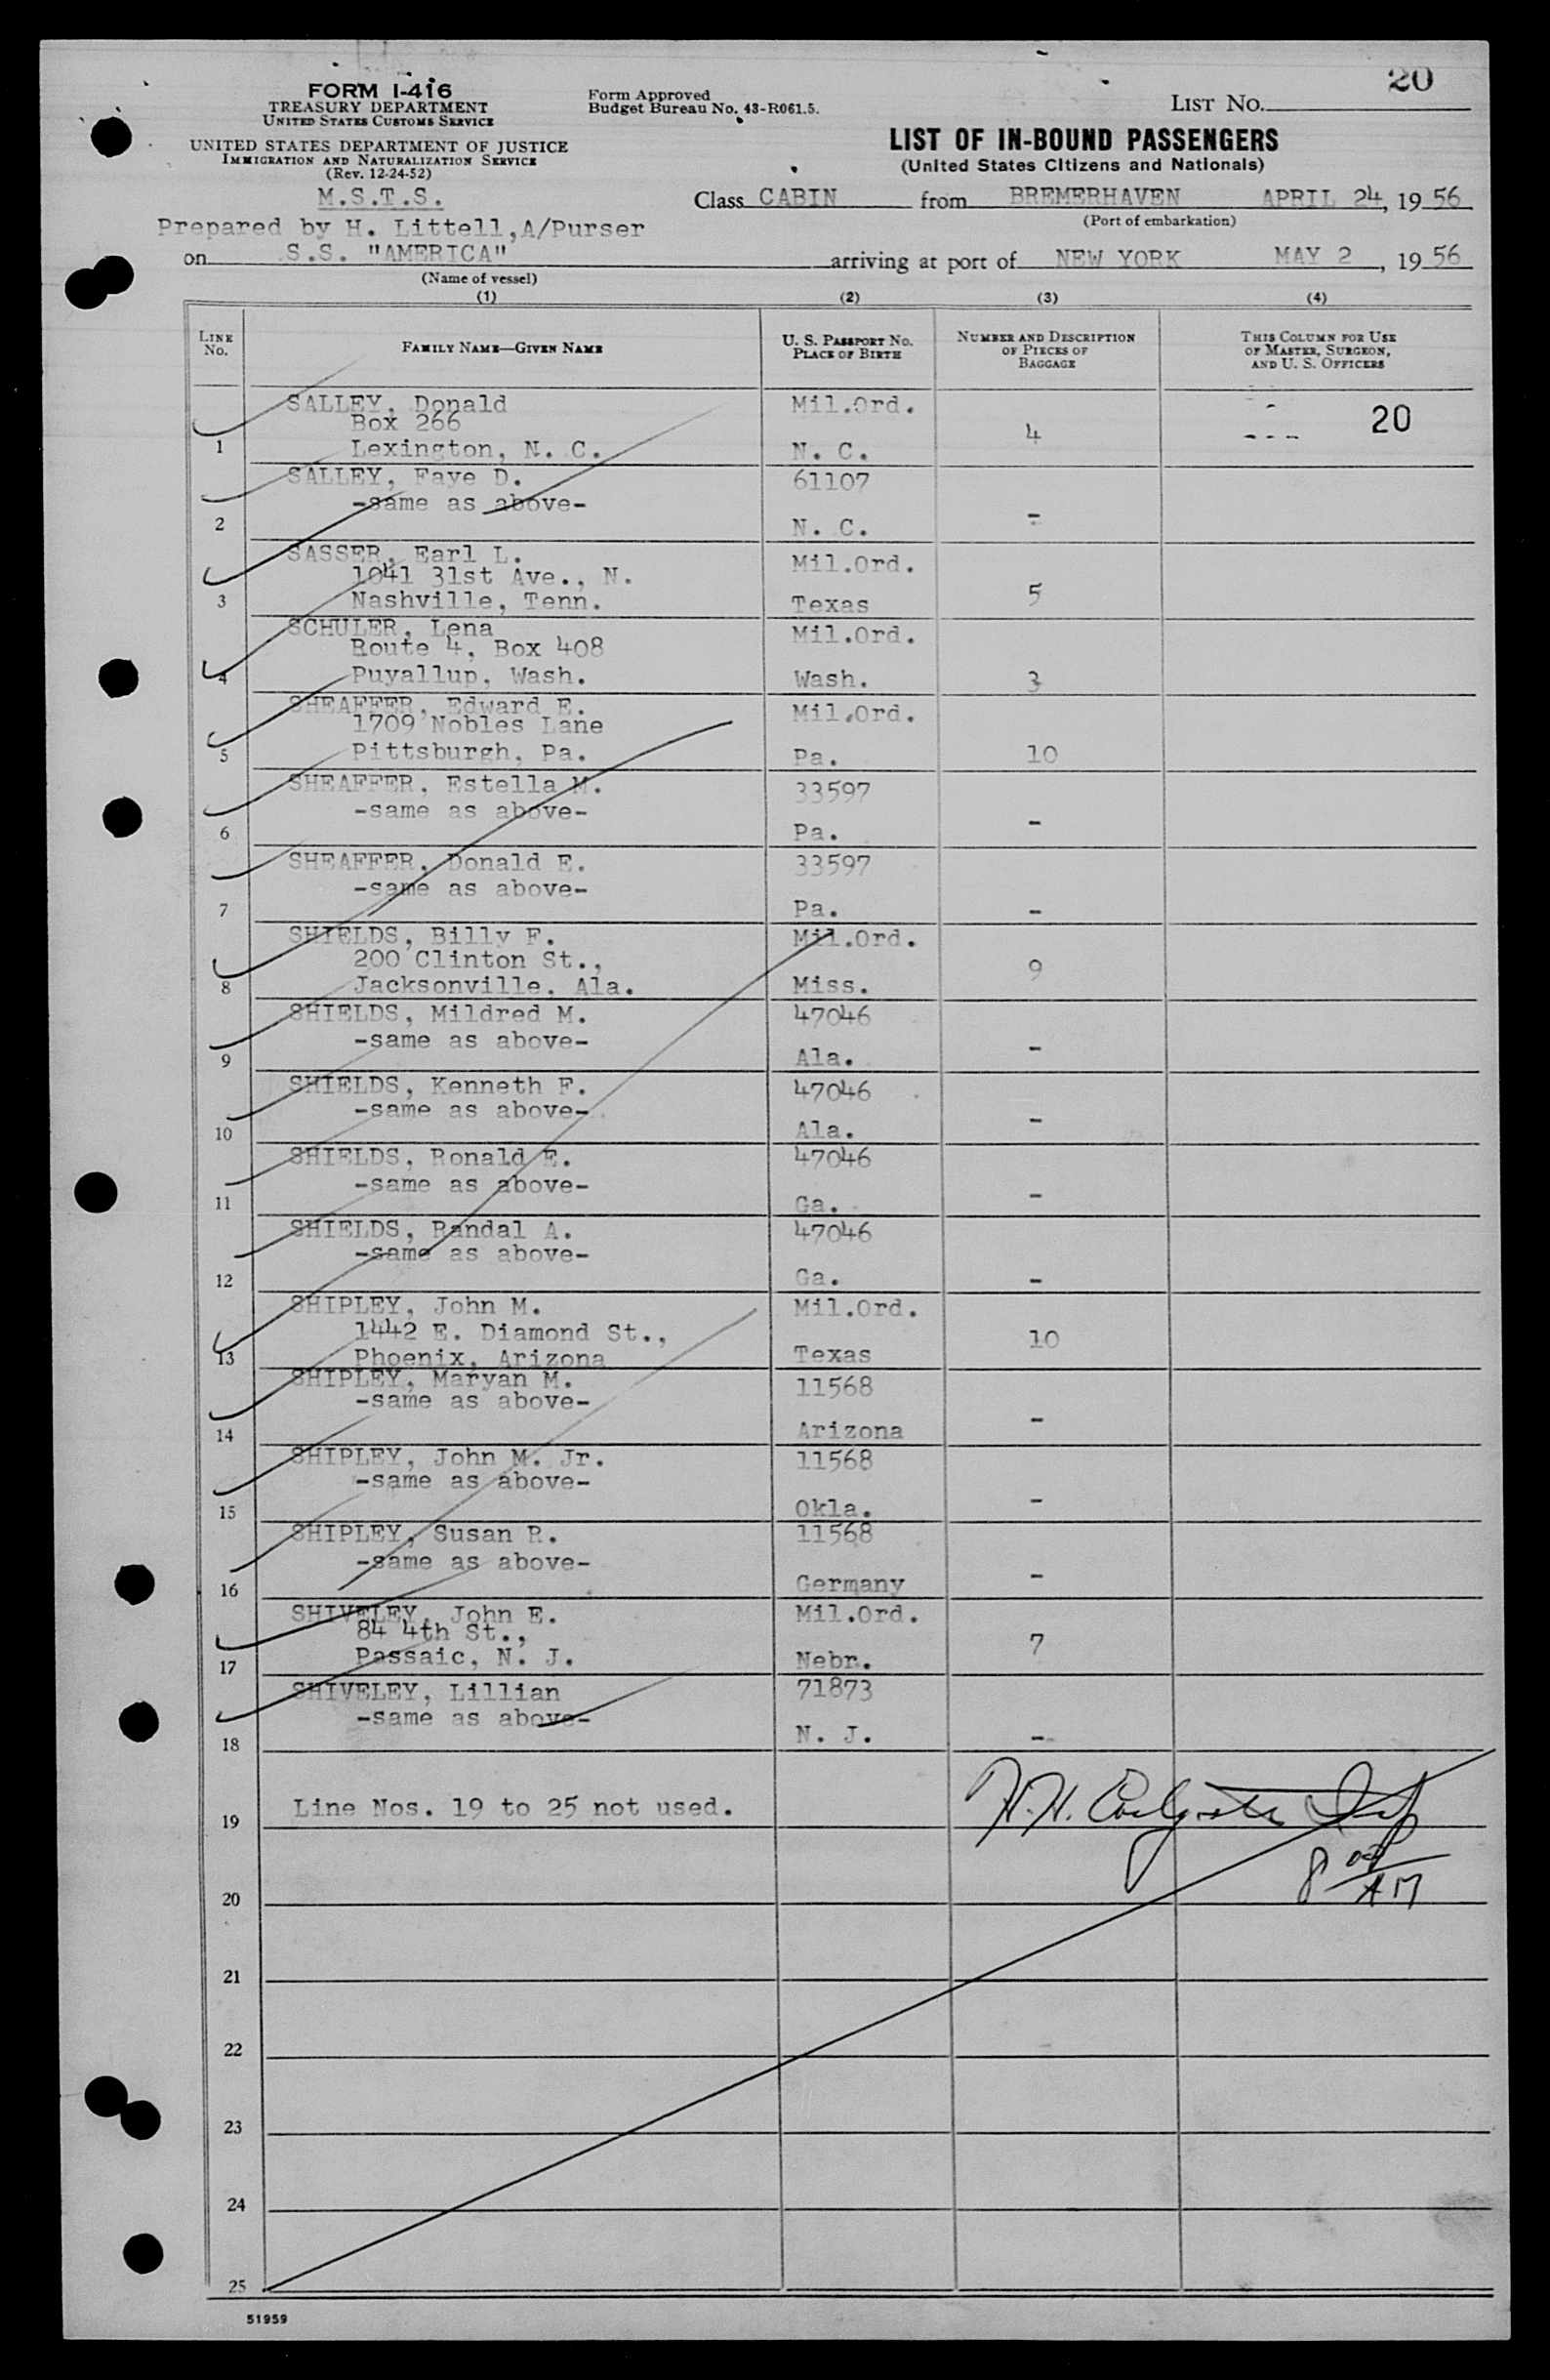 20
FORM I-416
TREASURY DEPARTMENT
UNITED STATES CUSTOMS SERVICE
UNITED STATES DEPARTMENT OF JUSTICE
IMMIGRATION AND NATURALIZATION SERVICE
(Rev. 12-24-52)
Form Approved
Budget Bureau No. 43-R061.5.
LIST NO.
LIST OF IN-BOUND PASSENGERS
(United States Citizens and Nationals)
M.S.T.S.
Class CABIN from BREMERHAVEN APRIL 24, 19 56
(Port of embarkation)
Prepared by H. Littell, A/Purser
on S.S. "AMERICA" arriving at port of NEW YORK MAY 2, 19 56
(Name of vessel)
(1) (2) (3) (4)
LINE No.
FAMILY NAME—GIVEN NAME
U. S. PASSPORT NO.
PLACE OF BIRTH
NUMBER AND DESCRIPTION
OF PIECES OF
BAGGAGE
THIS COLUMN FOR USE
OF MASTER, SURGEON,
AND U. S. OFFICERS
SALLEY, Donald Mil.Ord.
Box 266 4 20
1 Lexington, N. C. N. C.
SALLEY, Faye D. 61107
-same as above- -
2 N. C.
SASSER, Earl L. Mil.Ord.
1041 31st Ave., N. 5
3 Nashville, Tenn. Texas
SCHULER, Lena Mil.Ord.
Route 4, Box 408
4 Puyallup, Wash. Wash. 3
SHEAFFER, Edward E. Mil.Ord.
1709 Nobles Lane
5 Pittsburgh, Pa. Pa. 10
SHEAFFER, Estella M. 33597
-same as above- -
6 Pa.
SHEAFFER, Donald E. 33597
-same as above-
7 Pa. -
SHIELDS, Billy F. Mil.Ord.
200 Clinton St., 9
8 Jacksonville, Ala. Miss.
SHIELDS, Mildred M. 47046
-same as above- -
9 Ala.
SHIELDS, Kenneth F. 47046
-same as above- -
10 Ala.
SHIELDS, Ronald E. 47046
-same as above- -
11 Ga.
SHIELDS, Randal A. 47046
-same as above-
12 Ga. -
SHIPLEY, John M. Mil.Ord.
1442 E. Diamond St., 10
13 Phoenix, Arizona Texas
SHIPLEY, Maryan M. 11568
-same as above- -
14 Arizona
SHIPLEY, John M. Jr. 11568
-same as above- -
15 Okla.
SHIPLEY, Susan R. 11568
-same as above- -
16 Germany
SHIVELEY, John E. Mil.Ord.
84 4th St., 7
17 Passaic, N. J. Nebr.
SHIVELEY, Lillian 71873
-same as above-
18 N. J. -
19 Line Nos. 19 to 25 not used.
H.H.
8 AM
20
21
22
23
24
25
51959